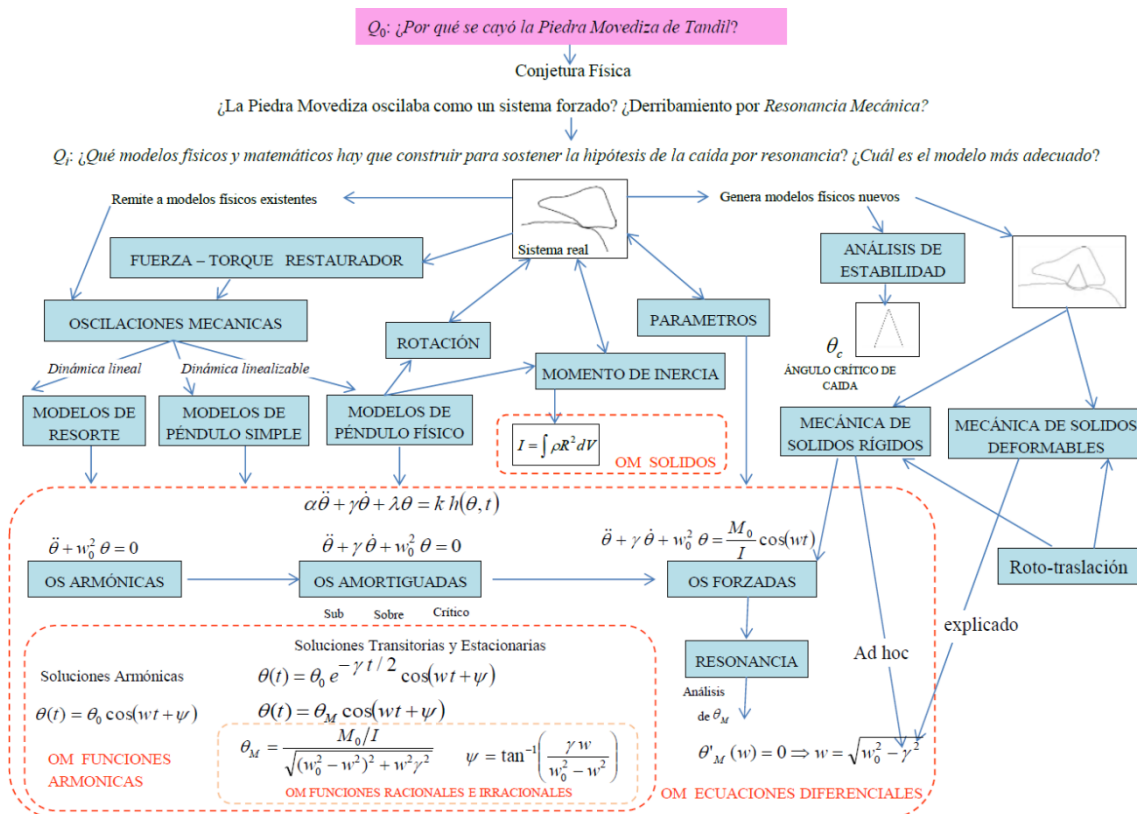 Q₀: ¿Por qué se cayó la Piedra Movediza de Tandil?
Conjetura Física
¿La Piedra Movediza oscilaba como un sistema forzado? ¿Derribamiento por Resonancia Mecánica?
Qᵢ: ¿Qué modelos físicos y matemáticos hay que construir para sostener la hipótesis de la caída por resonancia? ¿Cuál es el modelo más adecuado?
Remite a modelos físicos existentes
Sistema real
Genera modelos físicos nuevos
FUERZA – TORQUE RESTAURADOR
ANÁLISIS DE
ESTABILIDAD
OSCILACIONES MECANICAS
ROTACIÓN
PARAMETROS
θc
ÁNGULO CRÍTICO DE
CAIDA
Dinámica lineal
Dinámica linealizable
MOMENTO DE INERCIA
MODELOS DE
RESORTE
MODELOS DE
PÉNDULO SIMPLE
MODELOS DE
PÉNDULO FÍSICO
I = ∫ ρR² dV
OM SOLIDOS
MECÁNICA DE
SOLIDOS RÍGIDOS
MECÁNICA DE SOLIDOS
DEFORMABLES
αθ̈ + γθ̇ + λθ = k h(θ, t)
θ̈ + w₀² θ = 0
θ̈ + γ θ̇ + w₀² θ = 0
θ̈ + γ θ̇ + w₀² θ = M₀/I cos(wt)
OS ARMÓNICAS
OS AMORTIGUADAS
OS FORZADAS
Roto-traslación
Sub Sobre Crítico
explicado
Ad hoc
RESONANCIA
Análisis
de θM
Soluciones Transitorias y Estacionarias
Soluciones Armónicas
θ(t) = θ₀ e^(−γ t/2) cos(wt + ψ)
θ(t) = θ₀ cos(wt + ψ)
θ(t) = θM cos(wt + ψ)
θM = (M₀/I) / √((w₀² − w²)² + w²γ²)
ψ = tan⁻¹(γ w / (w₀² − w²))
θ'M (w) = 0 ⇒ w = √(w₀² − γ²)
OM FUNCIONES
ARMONICAS
OM FUNCIONES RACIONALES E IRRACIONALES
OM ECUACIONES DIFERENCIALES